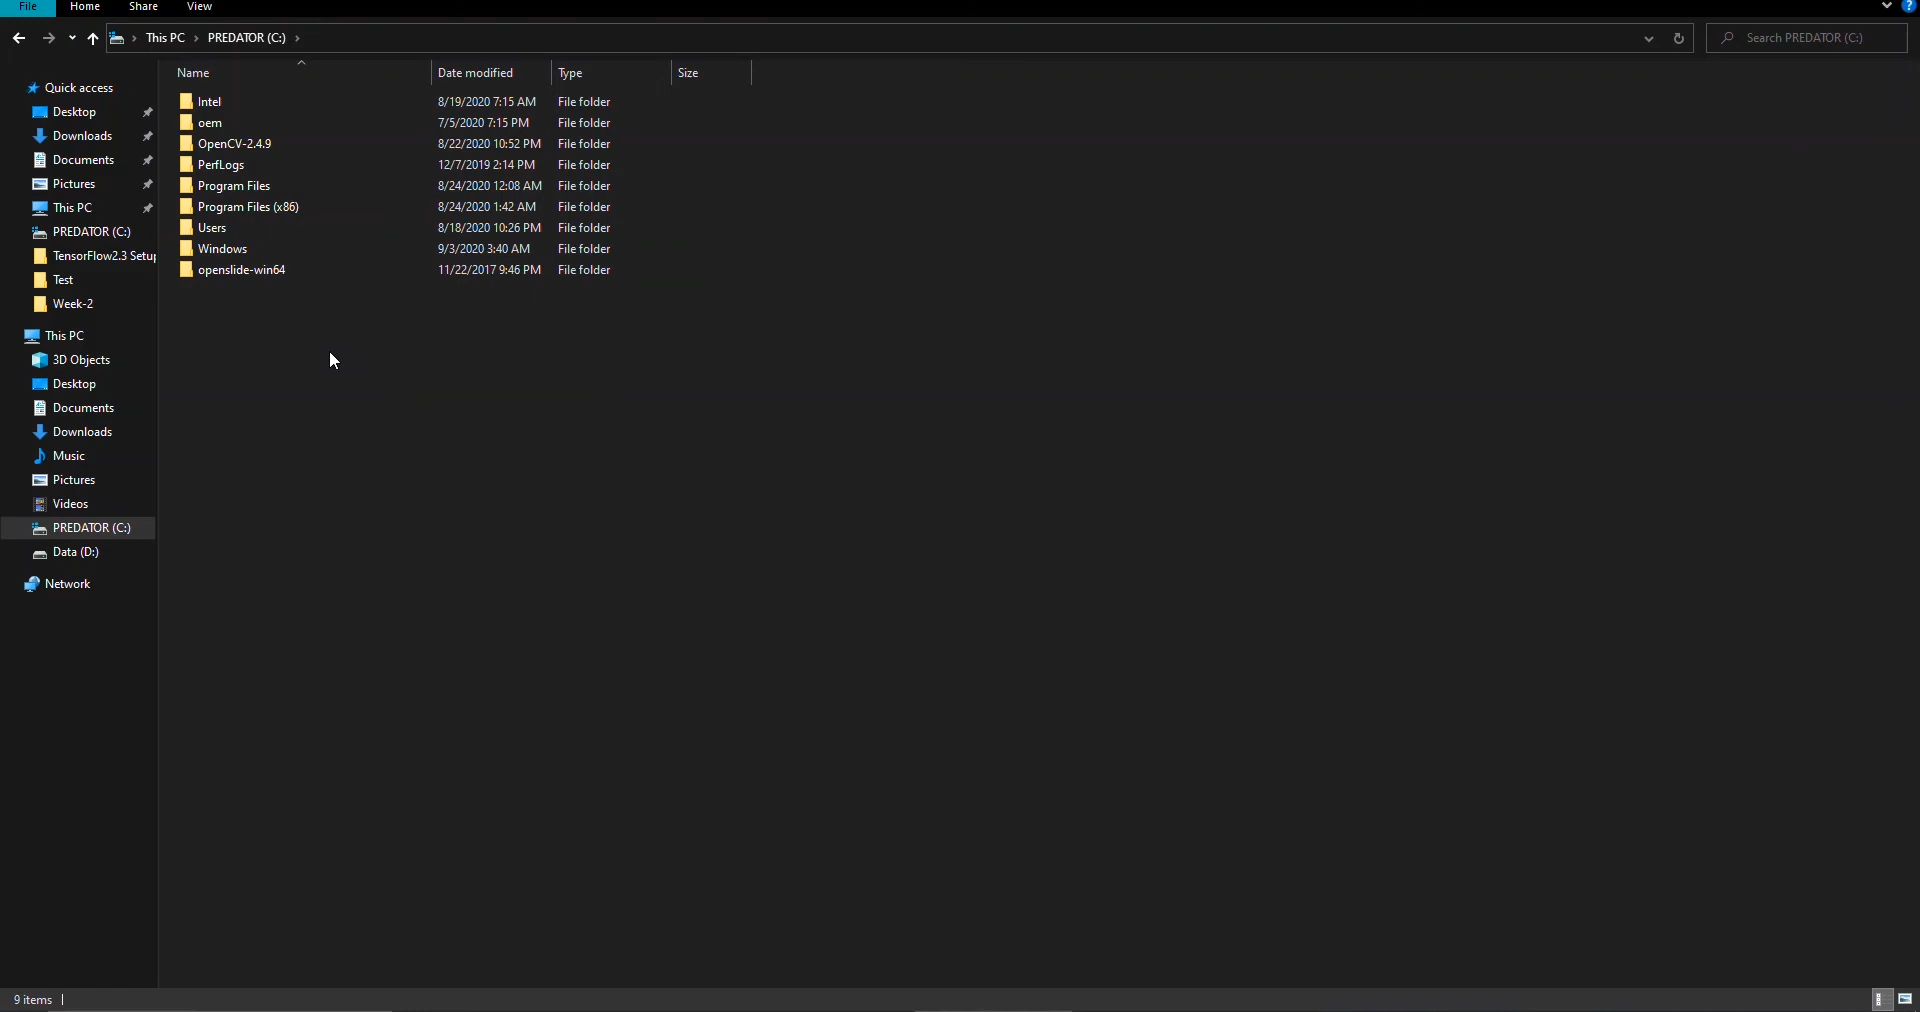 File Home Share View
This PC PREDATOR (C:)
Search PREDATOR (C:)
Name Date modified Type Size
Quick access
Desktop
Downloads
Documents
Pictures
This PC
PREDATOR (C:)
TensorFlow2.3 Setup
Test
Week-2
This PC
3D Objects
Desktop
Documents
Downloads
Music
Pictures
Videos
PREDATOR (C:)
Data (D:)
Network
Intel 8/19/2020 7:15 AM File folder
oem 7/5/2020 7:15 PM File folder
OpenCV-2.4.9 8/22/2020 10:52 PM File folder
PerfLogs 12/7/2019 2:14 PM File folder
Program Files 8/24/2020 12:08 AM File folder
Program Files (x86) 8/24/2020 1:42 AM File folder
Users 8/18/2020 10:26 PM File folder
Windows 9/3/2020 3:40 AM File folder
openslide-win64 11/22/2017 9:46 PM File folder
9 items